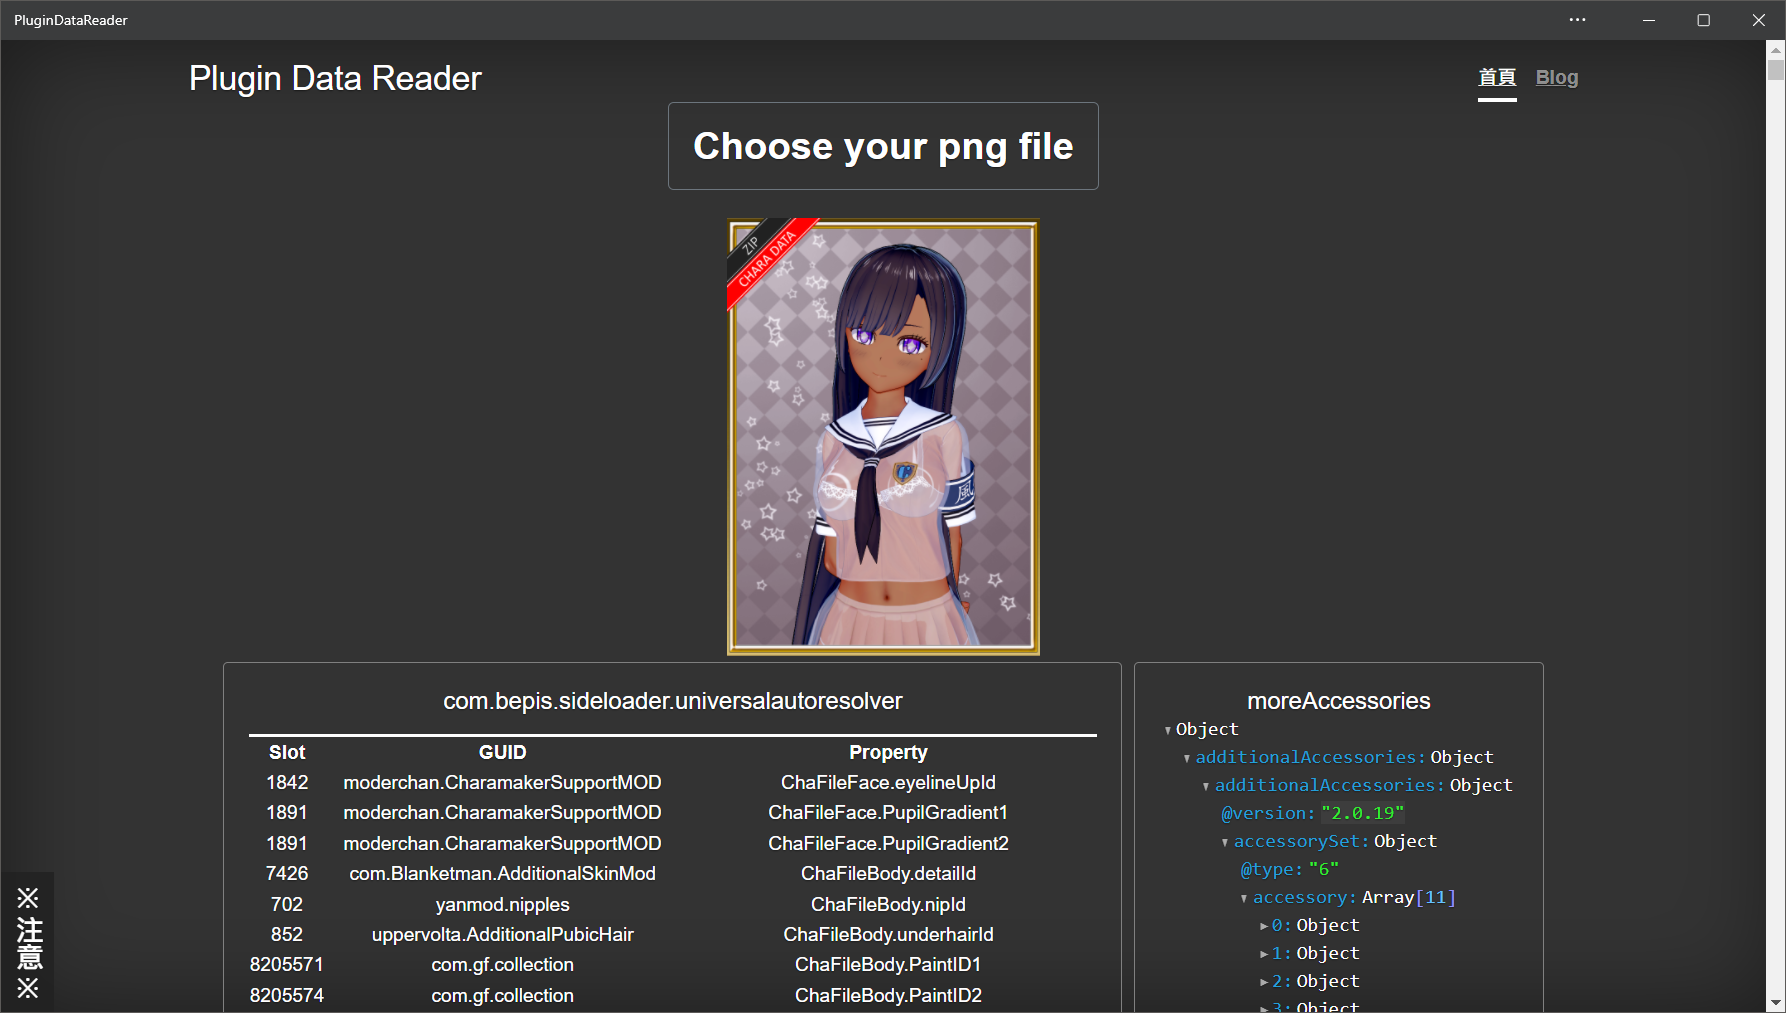 PluginDataReader
Plugin Data Reader
首頁 Blog
Choose your png file
ZIP
CHARA DATA
風
com.bepis.sideloader.universalautoresolver
Slot GUID Property
1842 moderchan.CharamakerSupportMOD ChaFileFace.eyelineUpId
1891 moderchan.CharamakerSupportMOD ChaFileFace.PupilGradient1
1891 moderchan.CharamakerSupportMOD ChaFileFace.PupilGradient2
7426 com.Blanketman.AdditionalSkinMod ChaFileBody.detailId
702 yanmod.nipples ChaFileBody.nipId
852 uppervolta.AdditionalPubicHair ChaFileBody.underhairId
8205571 com.gf.collection ChaFileBody.PaintID1
8205574 com.gf.collection ChaFileBody.PaintID2
moreAccessories
Object
additionalAccessories: Object
additionalAccessories: Object
@version: "2.0.19"
accessorySet: Object
@type: "6"
accessory: Array[11]
0: Object
1: Object
2: Object
3: Object
※注意※